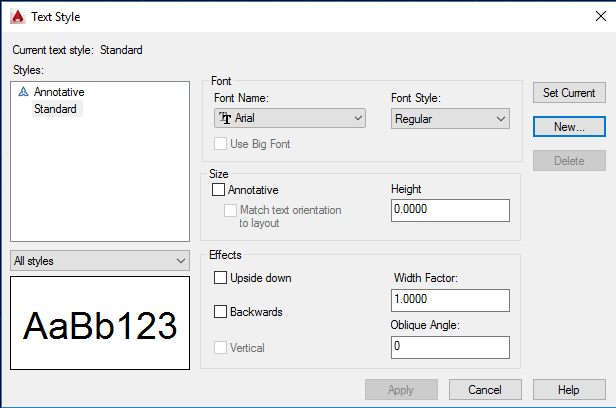 Text Style
Current text style: Standard
Styles:
Annotative
Standard
All styles
AaBb123
Font
Font Name:
Arial
Font Style:
Regular
Use Big Font
Size
Annotative
Match text orientation
to layout
Height
0.0000
Effects
Upside down
Backwards
Vertical
Width Factor:
1.0000
Oblique Angle:
0
Set Current
New...
Delete
Apply
Cancel
Help